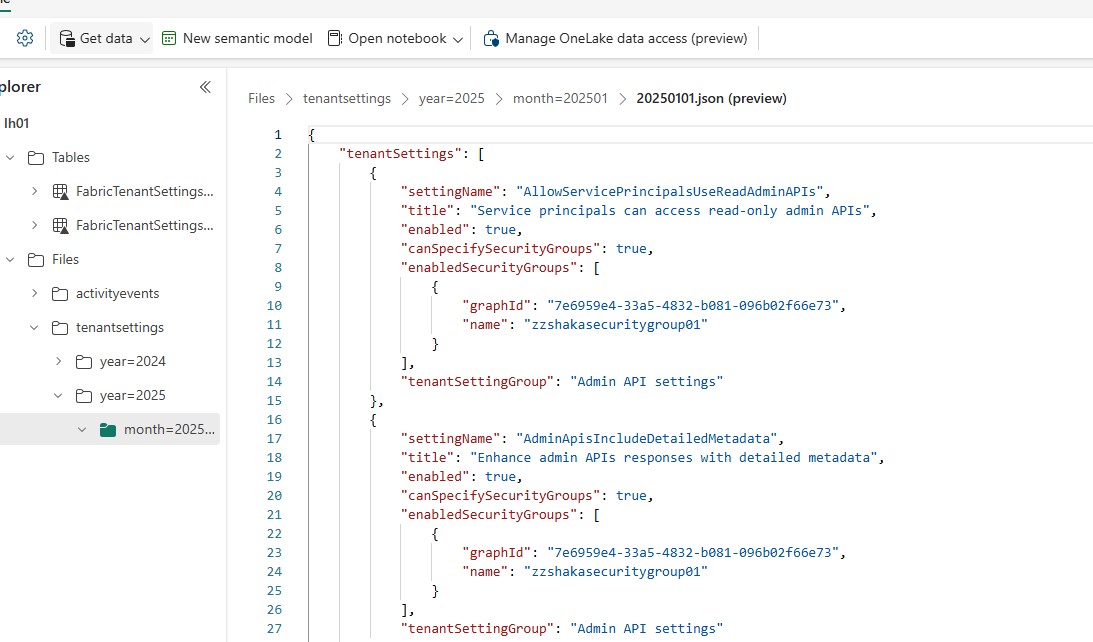 Get data
New semantic model
Open notebook
Manage OneLake data access (preview)
plorer
lh01
Tables
FabricTenantSettings...
FabricTenantSettings...
Files
activityevents
tenantsettings
year=2024
year=2025
month=2025...
Files > tenantsettings > year=2025 > month=202501 > 20250101.json (preview)
1 {
2 "tenantSettings": [
3 {
4 "settingName": "AllowServicePrincipalsUseReadAdminAPIs",
5 "title": "Service principals can access read-only admin APIs",
6 "enabled": true,
7 "canSpecifySecurityGroups": true,
8 "enabledSecurityGroups": [
9 {
10 "graphId": "7e6959e4-33a5-4832-b081-096b02f66e73",
11 "name": "zzshakasecuritygroup01"
12 }
13 ],
14 "tenantSettingGroup": "Admin API settings"
15 },
16 {
17 "settingName": "AdminApisIncludeDetailedMetadata",
18 "title": "Enhance admin APIs responses with detailed metadata",
19 "enabled": true,
20 "canSpecifySecurityGroups": true,
21 "enabledSecurityGroups": [
22 {
23 "graphId": "7e6959e4-33a5-4832-b081-096b02f66e73",
24 "name": "zzshakasecuritygroup01"
25 }
26 ],
27 "tenantSettingGroup": "Admin API settings"